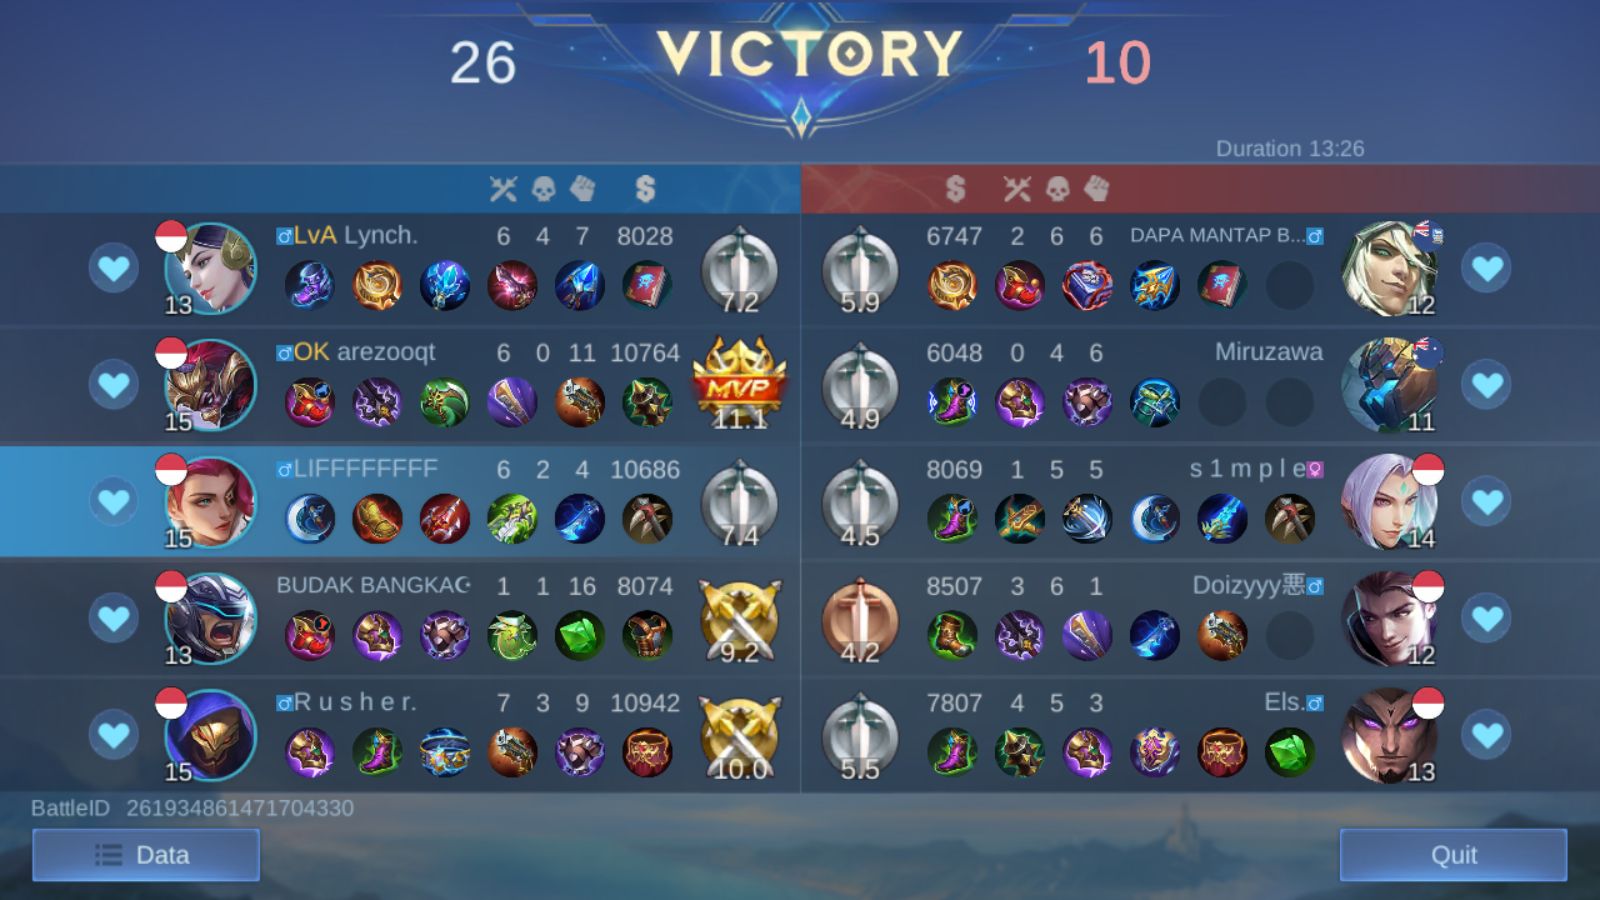 26 VICTORY 10
Duration 13:26
LvA Lynch. 6 4 7 8028
13 7.2
6747 2 6 6 DAPA MANTAP B...
5.9 12
OK arezooqt 6 0 11 10764
15 MVP 11.1
6048 0 4 6 Miruzawa
4.9 11
LIFFFFFFFF 6 2 4 10686
15 7.4
8069 1 5 5 s 1 m p l e
4.5 14
BUDAK BANGKA☪ 1 1 16 8074
13 9.2
8507 3 6 1 Doizyyy悪
4.2 12
R u s h e r. 7 3 9 10942
15 10.0
7807 4 5 3 Els.
5.5 13
BattleID 261934861471704330
Data
Quit